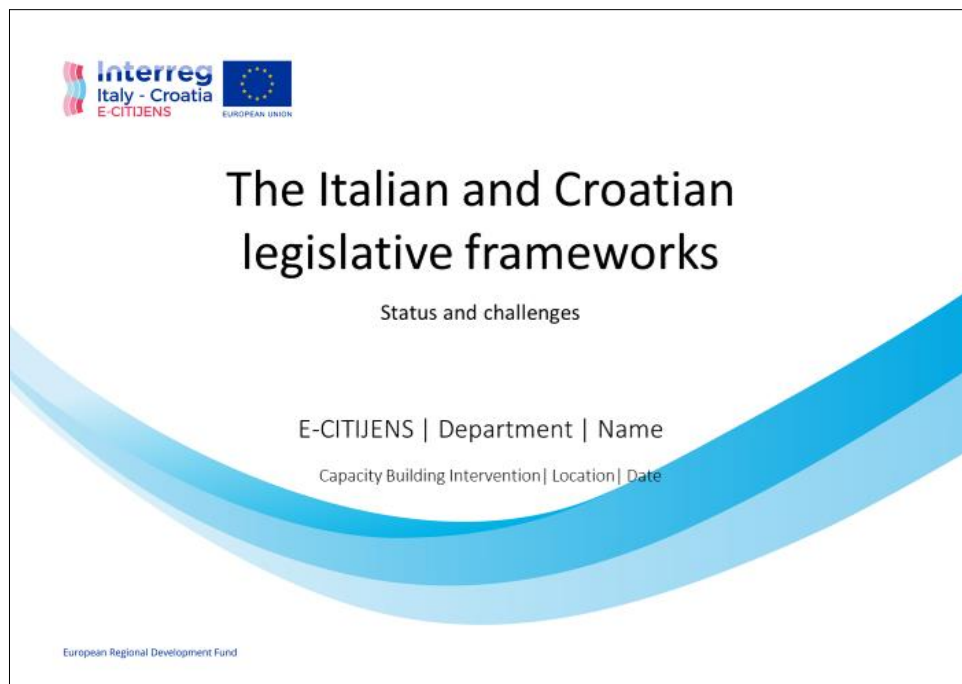 Interreg
Italy - Croatia
E-CITIJENS
EUROPEAN UNION
The Italian and Croatian
legislative frameworks
Status and challenges
E-CITIJENS | Department | Name
Capacity Building Intervention| Location| Date
European Regional Development Fund